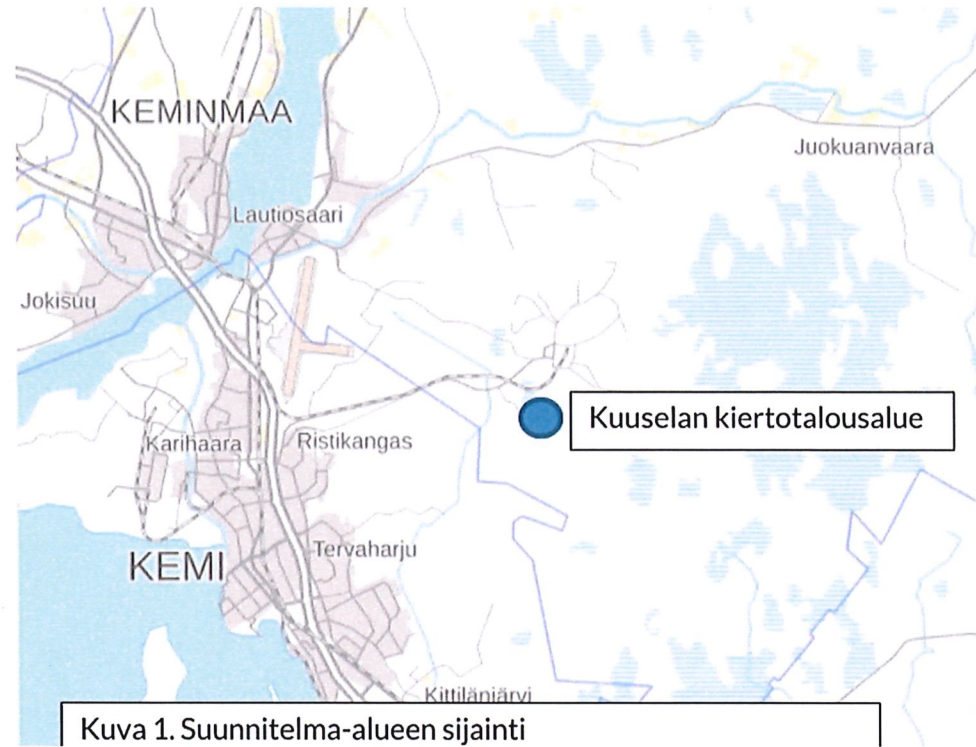 KEMINMAA
Juokuanvaara
Lautiosaari
Jokisuu
Kuuselan kiertotalousalue
Karihaara
Ristikangas
KEMI
Tervaharju
Kittilänjärvi
Kuva 1. Suunnitelma-alueen sijainti